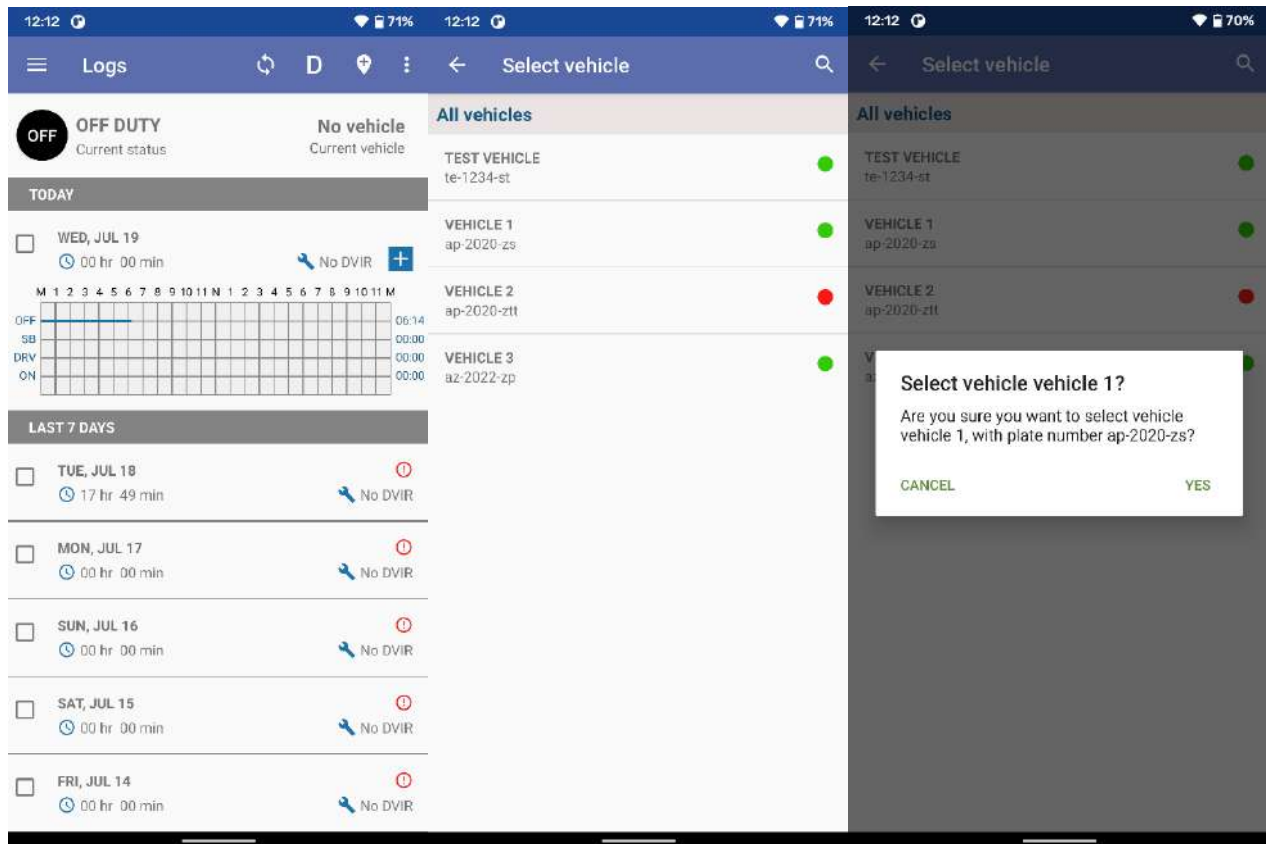 12:12 71%
Logs D
OFF
OFF DUTY No vehicle
Current status Current vehicle
TODAY
WED, JUL 19
00 hr 00 min No DVIR
M 1 2 3 4 5 6 7 8 9 10 11 N 1 2 3 4 5 6 7 8 9 10 11 M
OFF 06:14
SB 00:00
DRV 00:00
ON 00:00
LAST 7 DAYS
TUE, JUL 18
17 hr 49 min No DVIR
MON, JUL 17
00 hr 00 min No DVIR
SUN, JUL 16
00 hr 00 min No DVIR
SAT, JUL 15
00 hr 00 min No DVIR
FRI, JUL 14
00 hr 00 min No DVIR
12:12 71%
Select vehicle
All vehicles
TEST VEHICLE
te-1234-st
VEHICLE 1
ap-2020-zs
VEHICLE 2
ap-2020-ztt
VEHICLE 3
az-2022-zp
12:12 70%
Select vehicle
All vehicles
TEST VEHICLE
te-1234-st
VEHICLE 1
ap-2020-zs
VEHICLE 2
ap-2020-ztt
Select vehicle vehicle 1?
Are you sure you want to select vehicle
vehicle 1, with plate number ap-2020-zs?
CANCEL YES